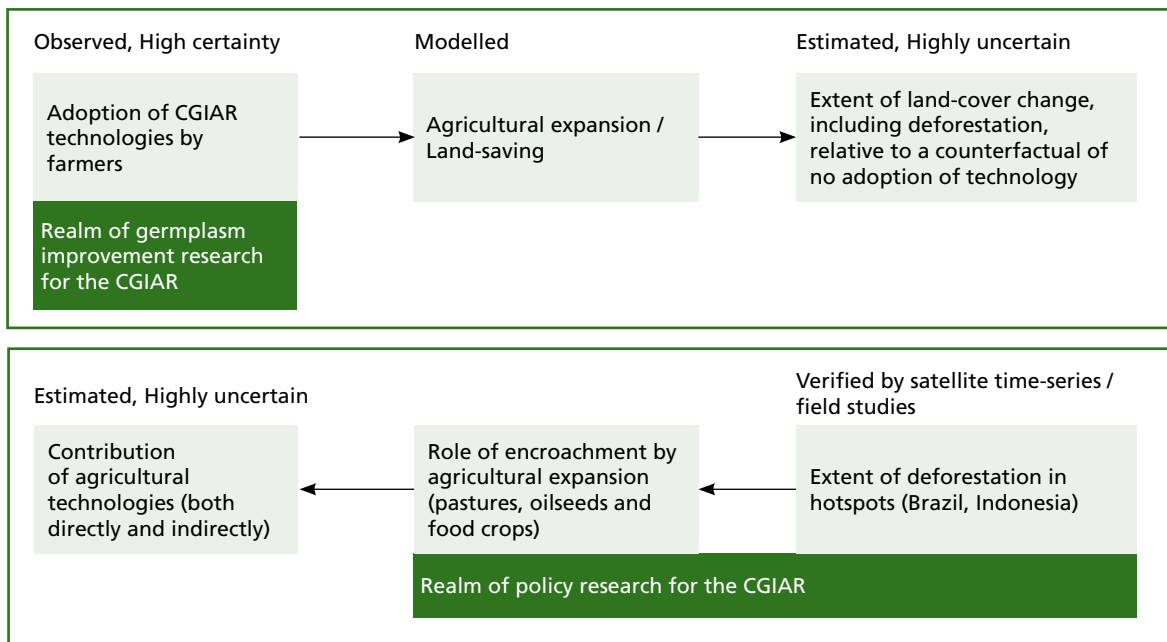 Observed, High certainty
Modelled
Estimated, Highly uncertain
Adoption of CGIAR
technologies by
farmers
Agricultural expansion /
Land-saving
Extent of land-cover change,
including deforestation,
relative to a counterfactual of
no adoption of technology
Realm of germplasm
improvement research
for the CGIAR
Estimated, Highly uncertain
Verified by satellite time-series /
field studies
Contribution
of agricultural
technologies (both
directly and indirectly)
Role of encroachment by
agricultural expansion
(pastures, oilseeds and
food crops)
Extent of deforestation in
hotspots (Brazil, Indonesia)
Realm of policy research for the CGIAR